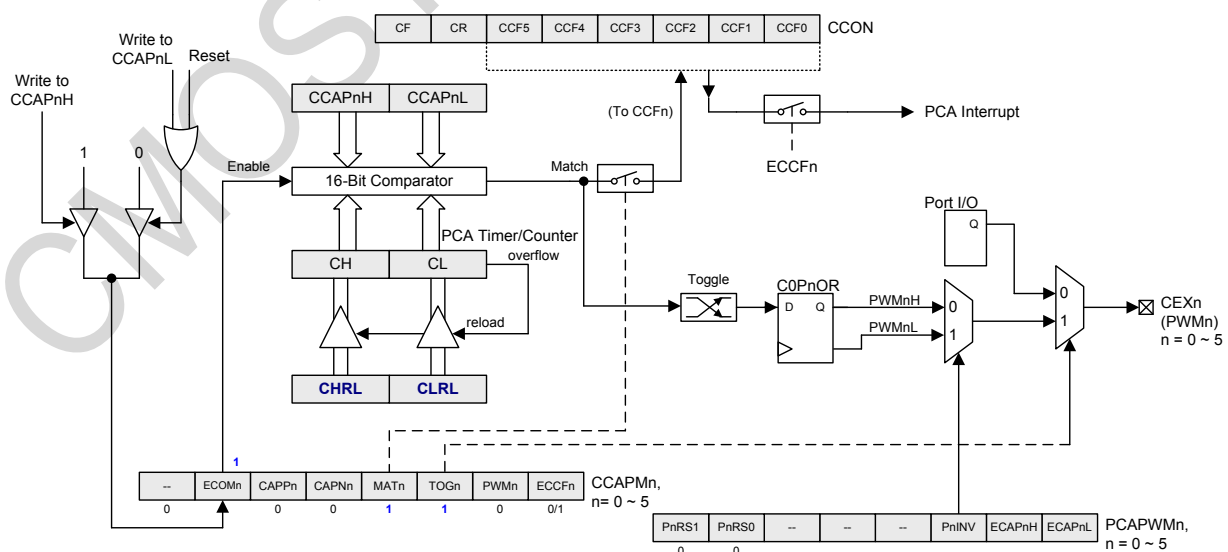 CF CR CCF5 CCF4 CCF3 CCF2 CCF1 CCF0 CCON
Write to
CCAPnL
Reset
Write to
CCAPnH
CCAPnH CCAPnL
(To CCFn)
PCA Interrupt
ECCFn
1 0
Enable
16-Bit Comparator
Match
Port I/O
Q
PCA Timer/Counter
overflow
CH CL
Toggle
C0PnOR
D Q
PWMnH
PWMnL
0
1
0
1
CEXn
(PWMn)
n = 0 ~ 5
reload
CHRL CLRL
1
-- ECOMn CAPPn CAPNn MATn TOGn PWMn ECCFn
CCAPMn,
n= 0 ~ 5
0 0 0 1 1 0 0/1
PnRS1 PnRS0 -- -- -- PnINV ECAPnH ECAPnL
PCAPWMn,
n = 0 ~ 5
0 0
CMOS